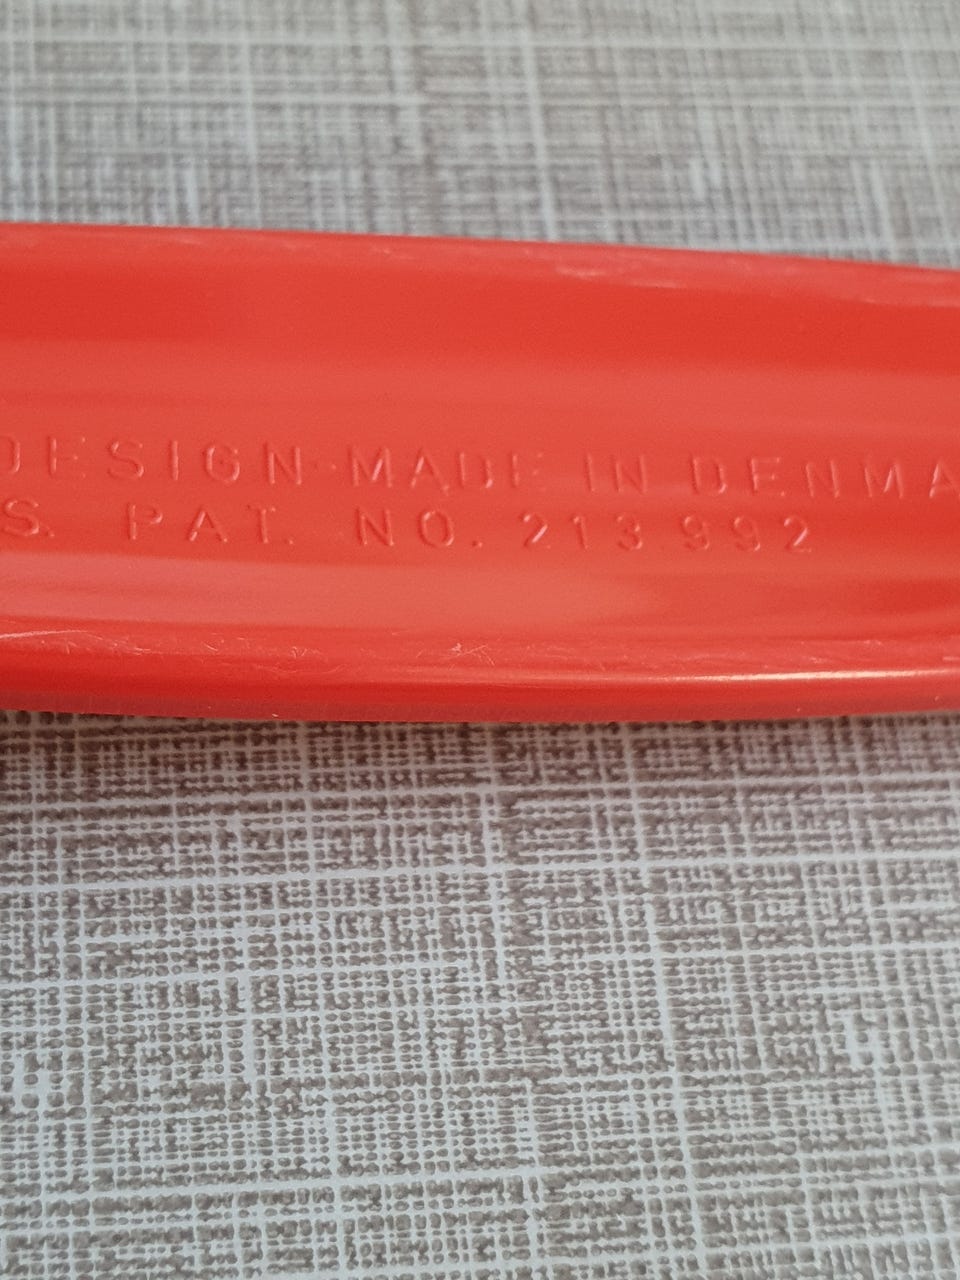 DESIGN-MADE IN DENMA
S. PAT. NO. 213.992